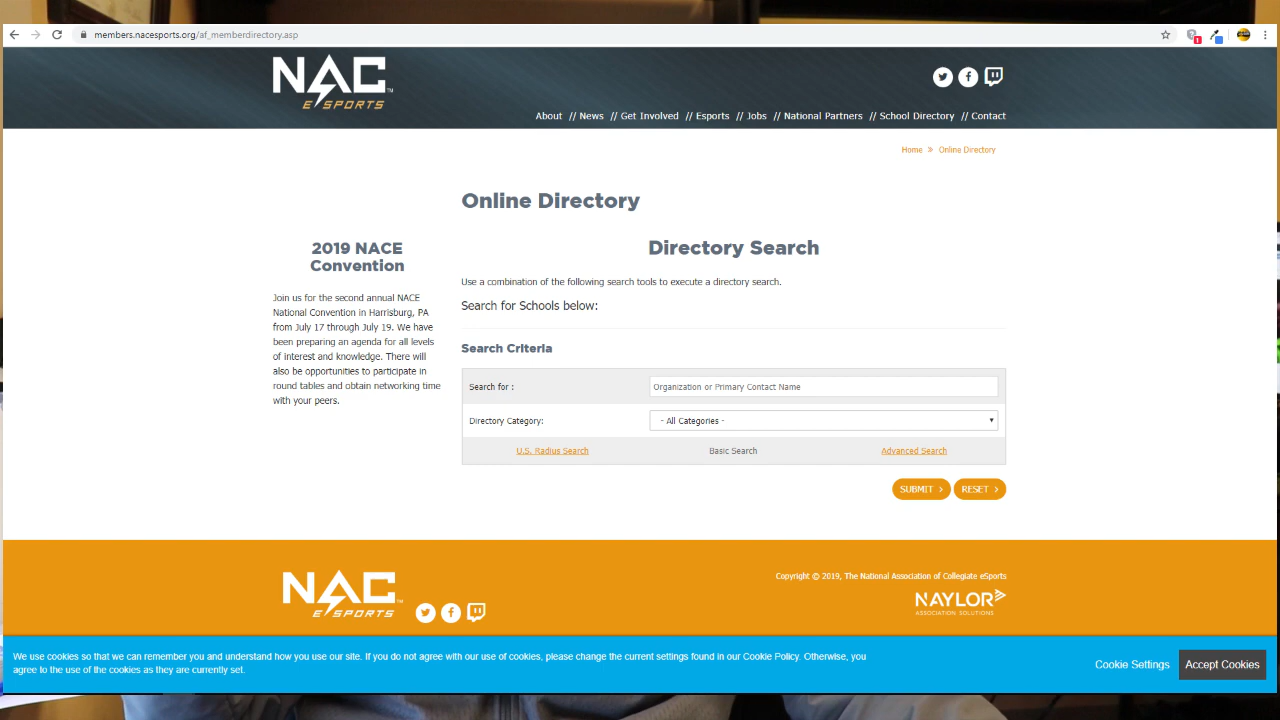 members.nacesports.org/af_memberdirectory.asp
1
NAC
ESPORTS
TM
About // News // Get Involved // Esports // Jobs // National Partners // School Directory // Contact
Home » Online Directory
Online Directory
2019 NACE
Convention
Join us for the second annual NACE
National Convention in Harrisburg, PA
from July 17 through July 19. We have
been preparing an agenda for all levels
of interest and knowledge. There will
also be opportunities to participate in
round tables and obtain networking time
with your peers.
Directory Search
Use a combination of the following search tools to execute a directory search.
Search for Schools below:
Search Criteria
Search for :
Organization or Primary Contact Name
Directory Category:
- All Categories -
U.S. Radius Search
Basic Search
Advanced Search
SUBMIT >
RESET >
NAC
ESPORTS
TM
Copyright © 2019, The National Association of Collegiate eSports
NAYLOR
ASSOCIATION SOLUTIONS
We use cookies so that we can remember you and understand how you use our site. If you do not agree with our use of cookies, please change the current settings found in our Cookie Policy. Otherwise, you
agree to the use of the cookies as they are currently set.
Cookie Settings
Accept Cookies